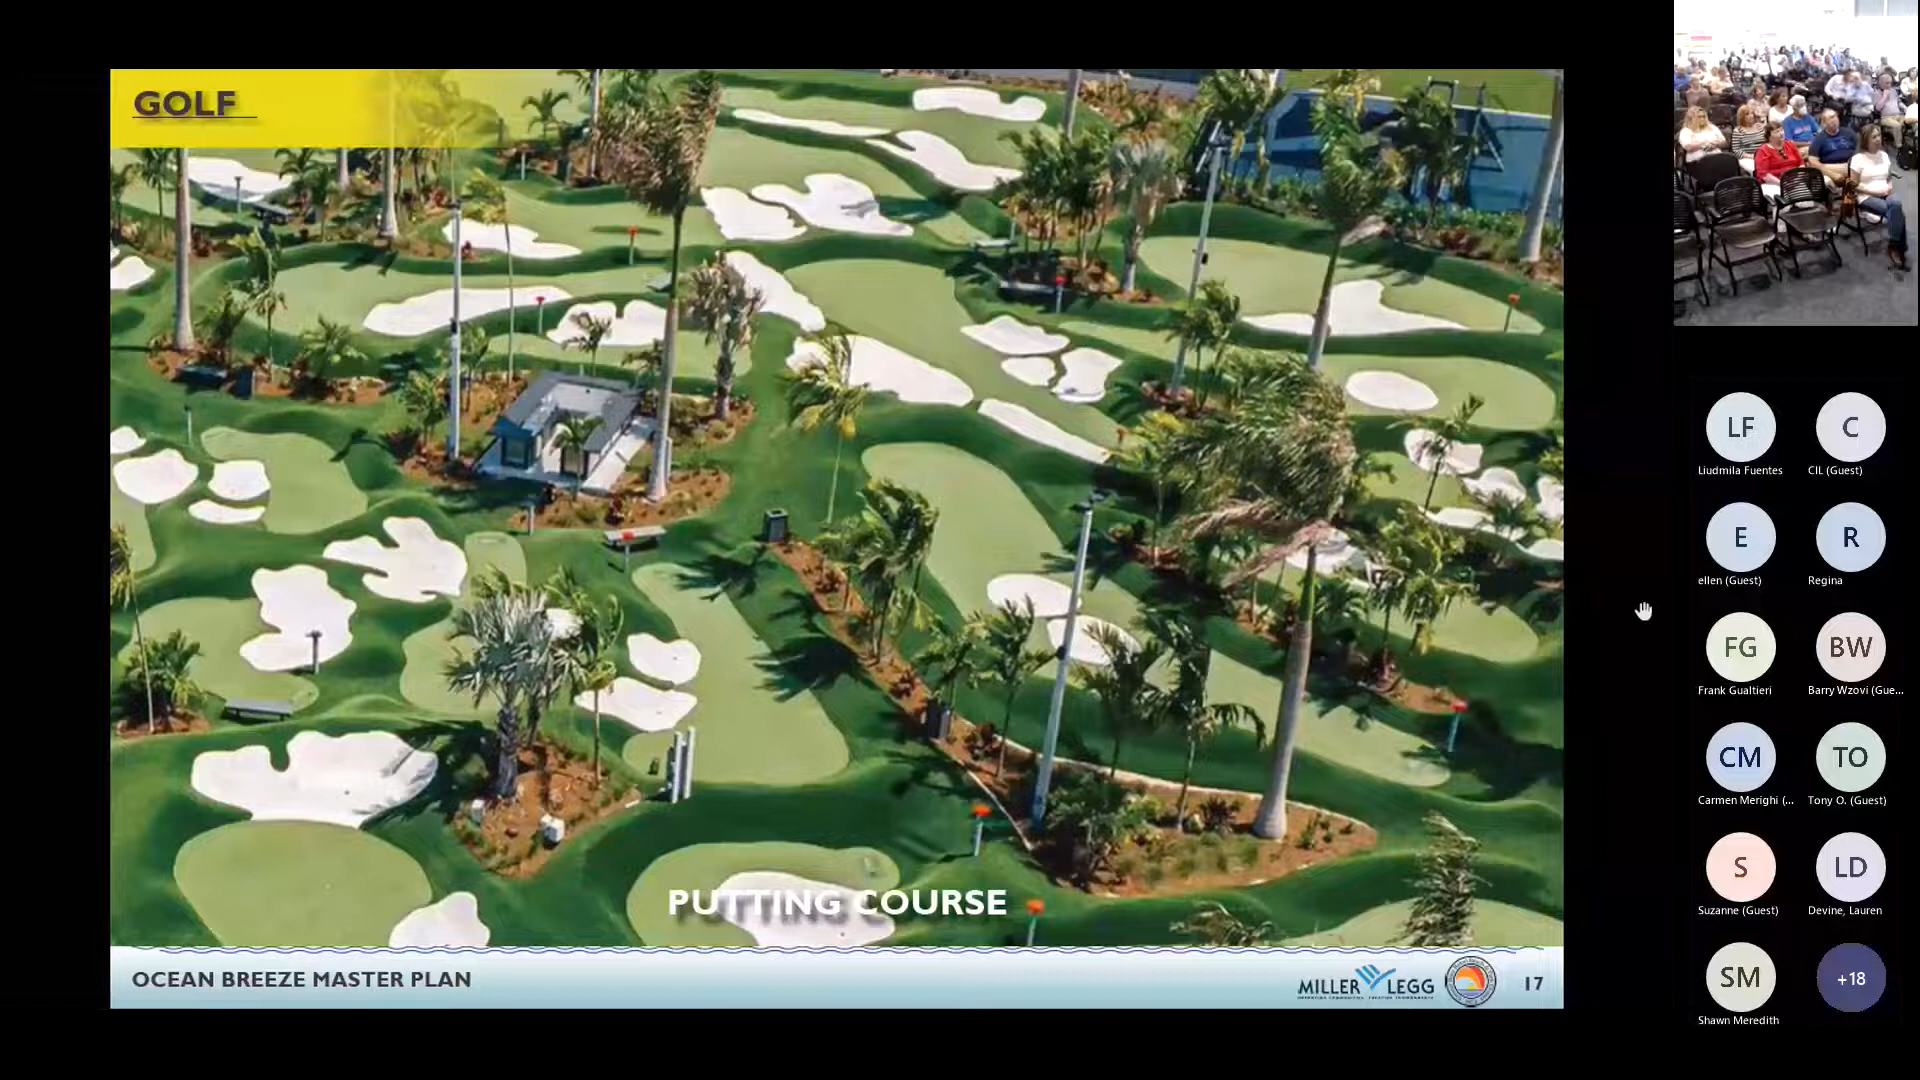 GOLF
PUTTING COURSE
OCEAN BREEZE MASTER PLAN
MILLER LEGG
17
LF
Liudmila Fuentes
C
CIL (Guest)
E
ellen (Guest)
R
Regina
FG
Frank Gualtieri
BW
Barry Wzovi (Gue...
CM
Carmen Merighi (...
TO
Tony O. (Guest)
S
Suzanne (Guest)
LD
Devine, Lauren
SM
Shawn Meredith
+18